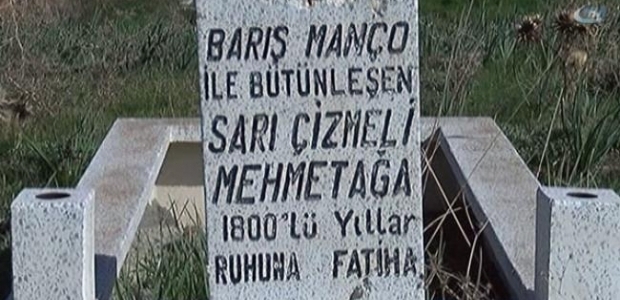 BARIŞ MANÇO
İLE BÜTÜNLEŞEN
SARI ÇİZMELİ
MEHMETAĞA
1800'LÜ Yıllar
RUHUNA FATİHA